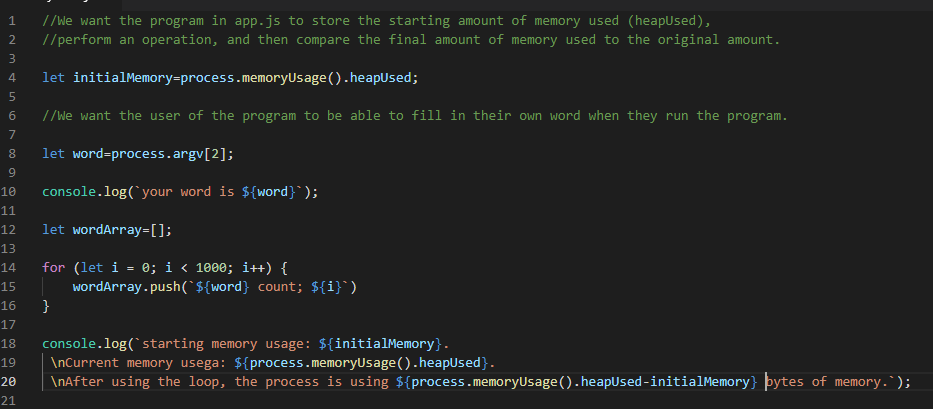 1 //We want the program in app.js to store the starting amount of memory used (heapUsed),
2 //perform an operation, and then compare the final amount of memory used to the original amount.
3
4 let initialMemory=process.memoryUsage().heapUsed;
5
6 //We want the user of the program to be able to fill in their own word when they run the program.
7
8 let word=process.argv[2];
9
10 console.log(`your word is ${word}`);
11
12 let wordArray=[];
13
14 for (let i = 0; i < 1000; i++) {
15     wordArray.push(`${word} count; ${i}`)
16 }
17
18 console.log(`starting memory usage: ${initialMemory}.
19  \nCurrent memory usega: ${process.memoryUsage().heapUsed}.
20  \nAfter using the loop, the process is using ${process.memoryUsage().heapUsed-initialMemory} bytes of memory.`);
21